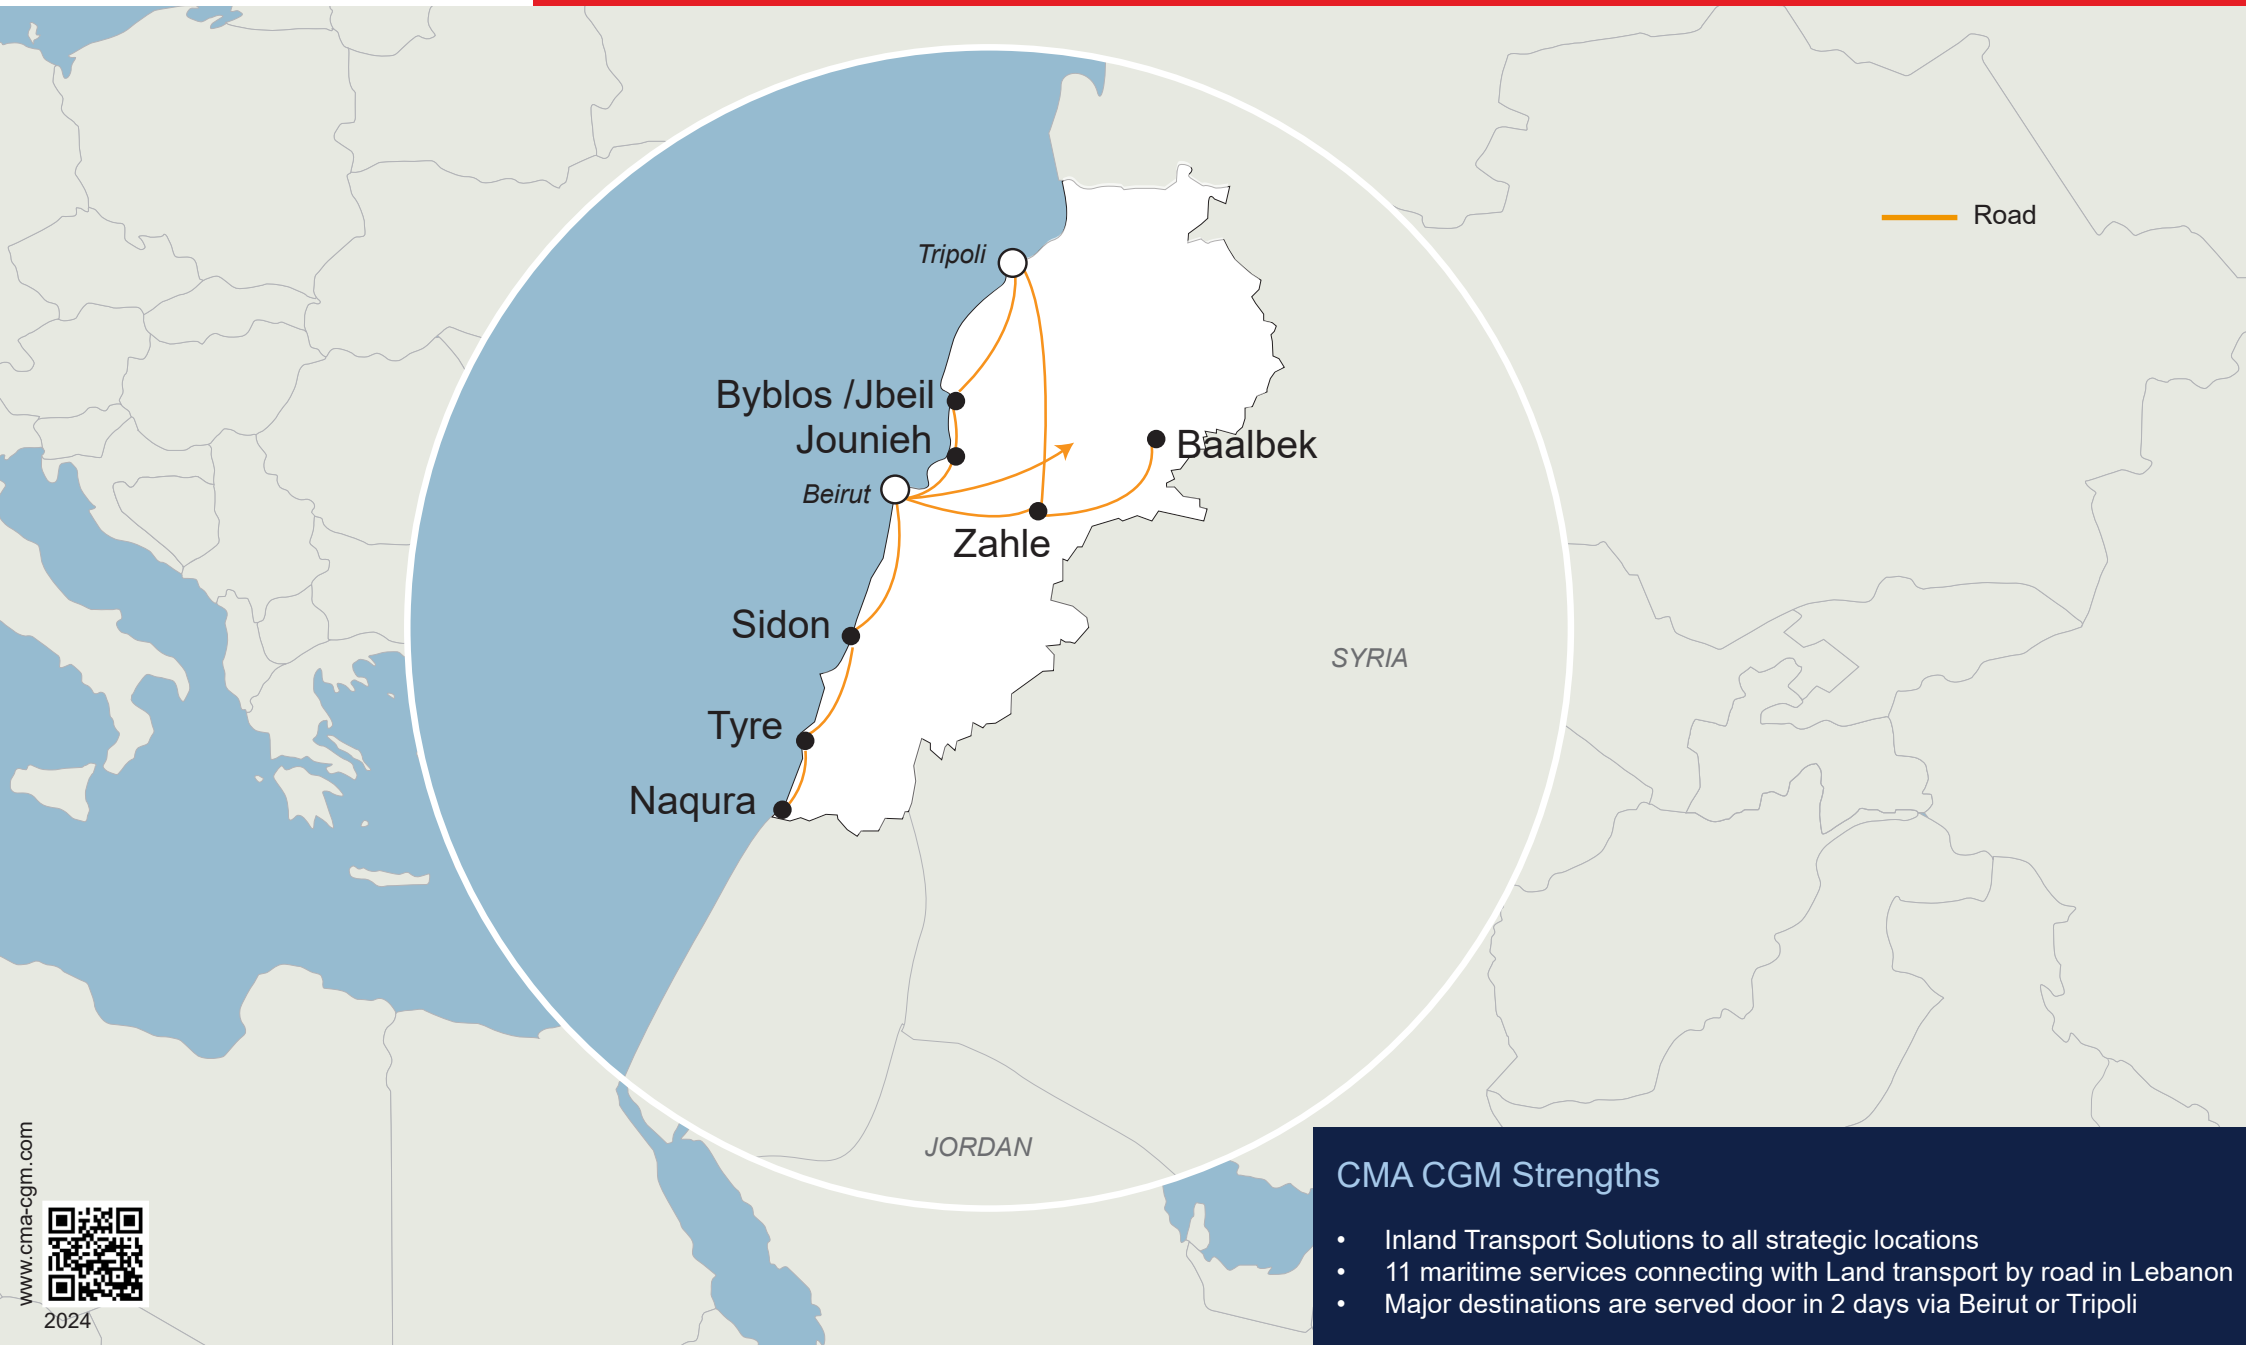 Road
Tripoli
Byblos /Jbeil
Jounieh
Baalbek
Beirut
Zahle
Sidon
SYRIA
Tyre
Naqura
JORDAN
CMA CGM Strengths
• Inland Transport Solutions to all strategic locations
• 11 maritime services connecting with Land transport by road in Lebanon
• Major destinations are served door in 2 days via Beirut or Tripoli
www.cma-cgm.com
2024